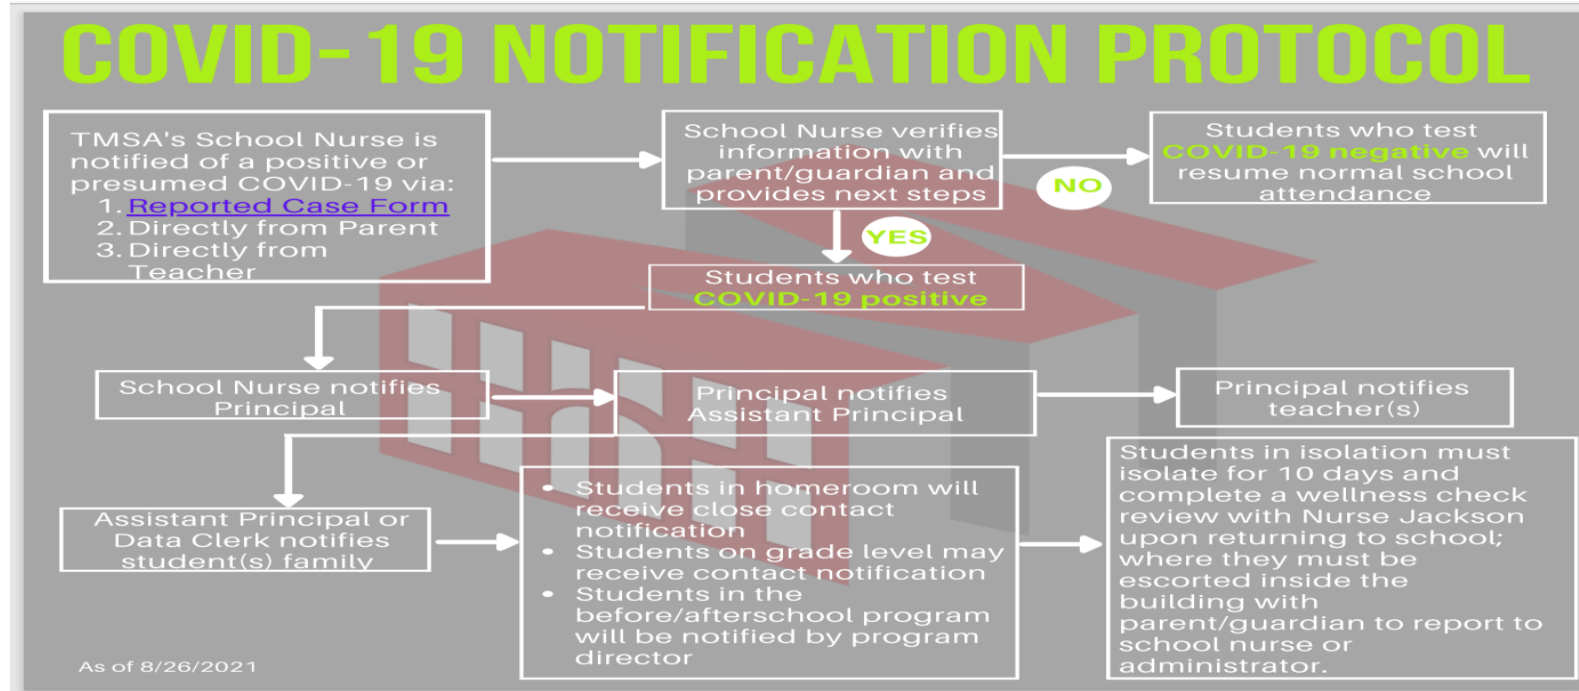 COVID-19 NOTIFICATION PROTOCOL
TMSA's School Nurse is
notified of a positive or
presumed COVID-19 via:
1. Reported Case Form
2. Directly from Parent
3. Directly from
Teacher
School Nurse verifies
information with
parent/guardian and
provides next steps
NO
Students who test
COVID-19 negative will
resume normal school
attendance
YES
Students who test
COVID-19 positive
School Nurse notifies
Principal
Principal notifies
Assistant Principal
Principal notifies
teacher(s)
Assistant Principal or
Data Clerk notifies
student(s) family
• Students in homeroom will
receive close contact
notification
• Students on grade level may
receive contact notification
• Students in the
before/afterschool program
will be notified by program
director
Students in isolation must
isolate for 10 days and
complete a wellness check
review with Nurse Jackson
upon returning to school;
where they must be
escorted inside the
building with
parent/guardian to report to
school nurse or
administrator.
As of 8/26/2021